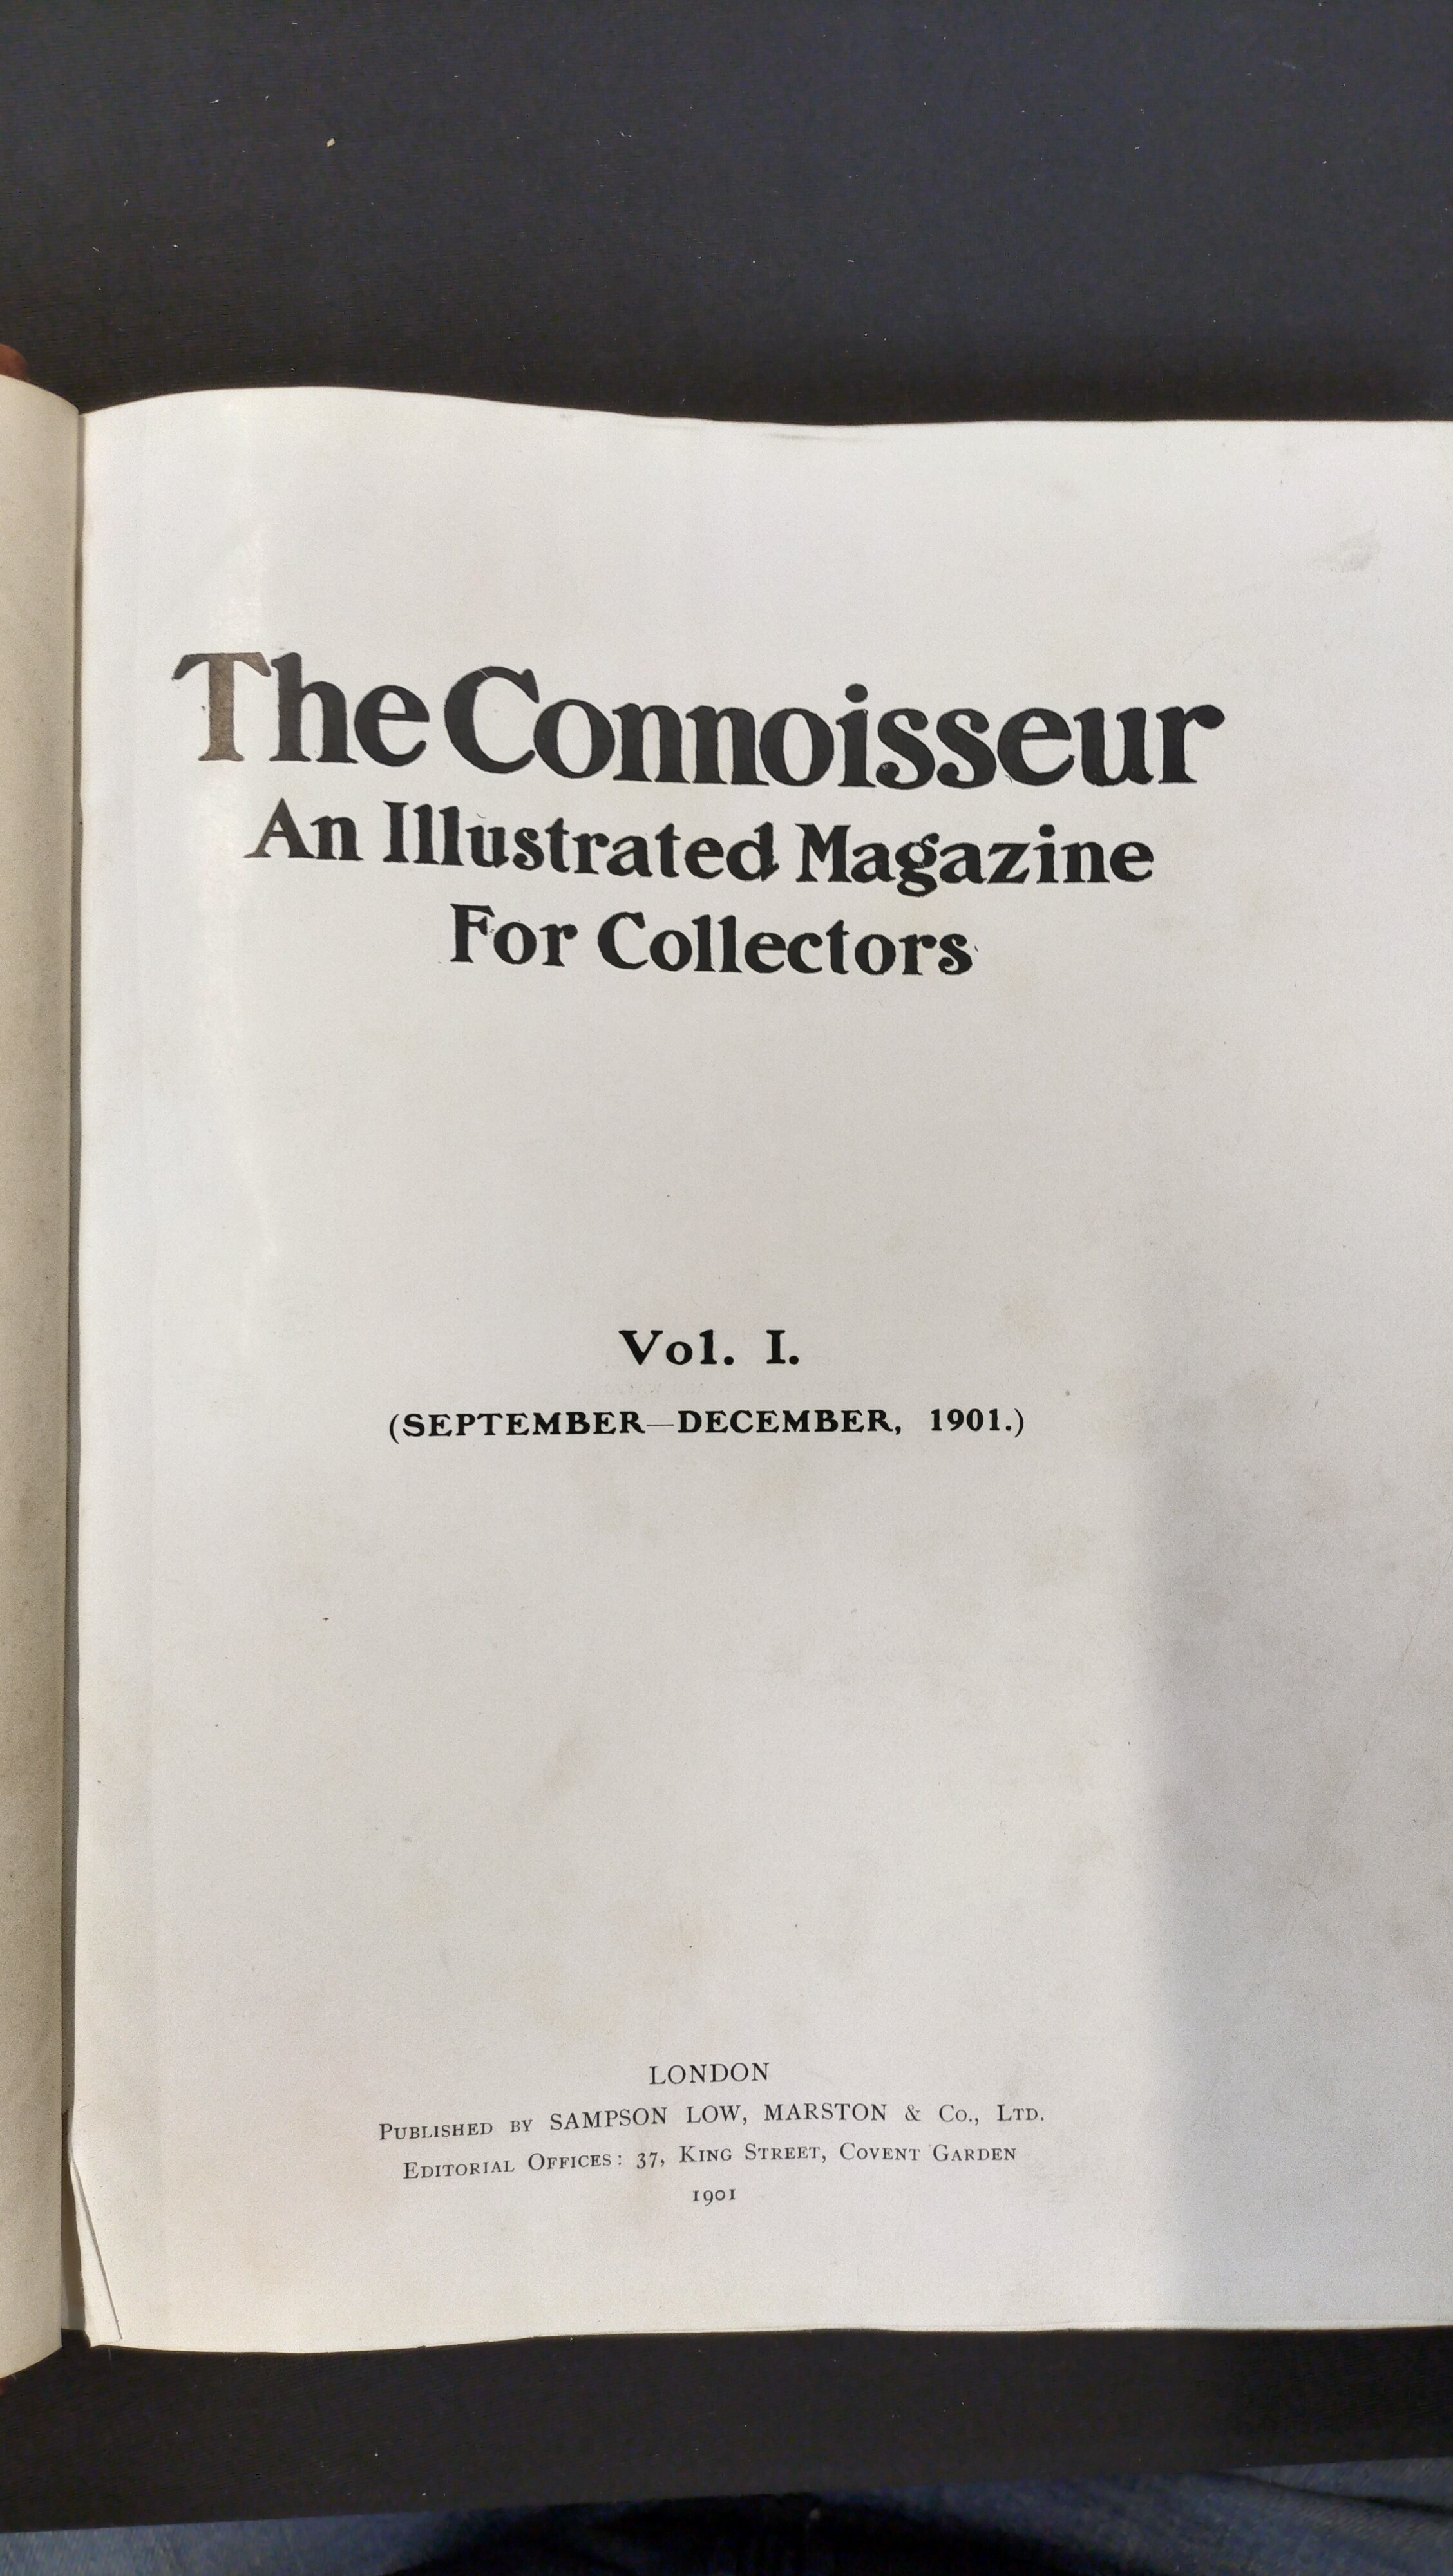 The Connoisseur
An Illustrated Magazine
For Collectors
Vol. I.
(SEPTEMBER—DECEMBER, 1901.)
LONDON
PUBLISHED BY SAMPSON LOW, MARSTON & CO., LTD.
EDITORIAL OFFICES: 37, KING STREET, COVENT GARDEN
1901